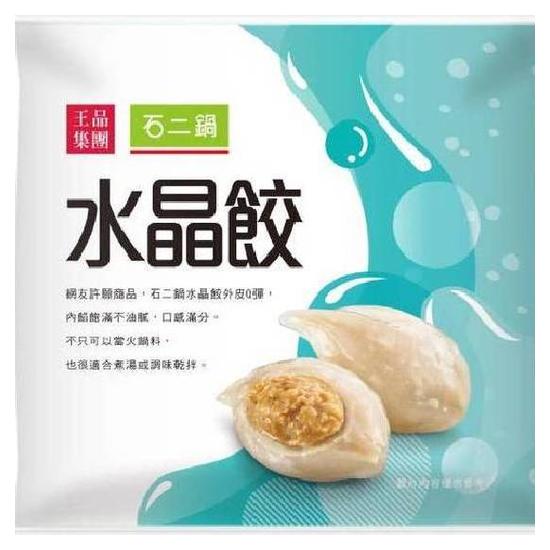 王品
集團
石二鍋
水晶餃
網友許願商品，石二鍋水晶餃外皮Q彈，
內餡飽滿不油膩，口感滿分。
不只可以當火鍋料，
也很適合煮湯或調味乾拌。